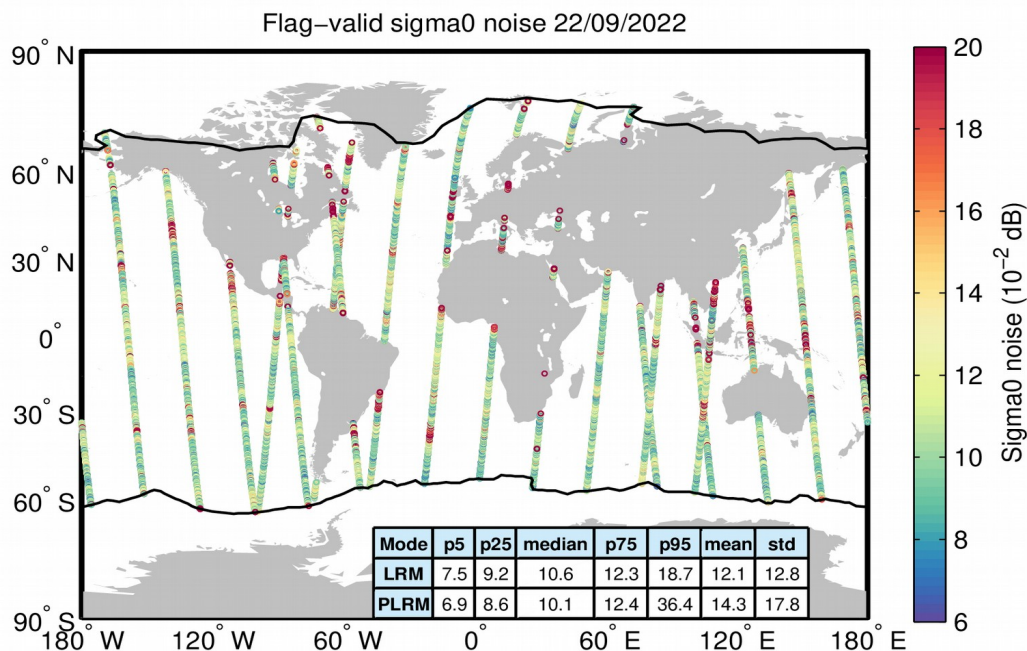 Flag−valid sigma0 noise 22/09/2022
90° N
60° N
30° N
0°
30° S
60° S
90° S
180° W
120° W
60° W
0°
60° E
120° E
180° E
Mode p5 p25 median p75 p95 mean std
LRM 7.5 9.2 10.6 12.3 18.7 12.1 12.8
PLRM 6.9 8.6 10.1 12.4 36.4 14.3 17.8
20
18
16
14
12
10
8
6
Sigma0 noise (10⁻² dB)